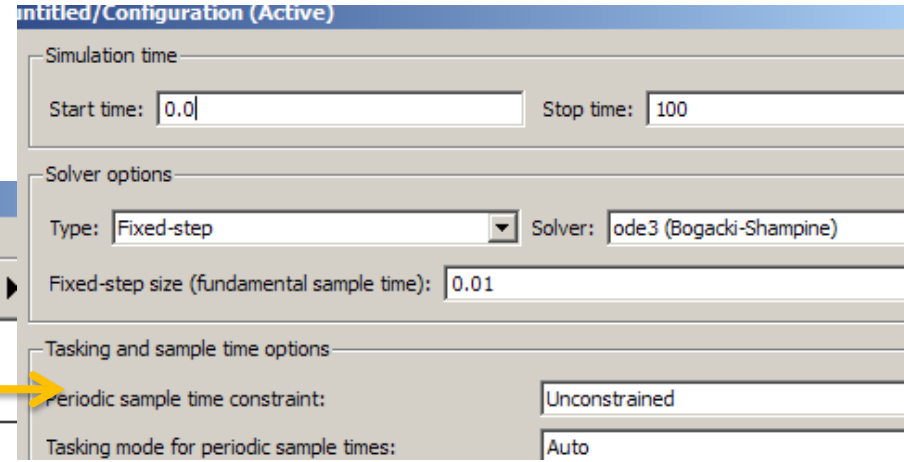 untitled/Configuration (Active)
Simulation time
Start time: 0.0 Stop time: 100
Solver options
Type: Fixed-step Solver: ode3 (Bogacki-Shampine)
Fixed-step size (fundamental sample time): 0.01
Tasking and sample time options
Periodic sample time constraint: Unconstrained
Tasking mode for periodic sample times: Auto